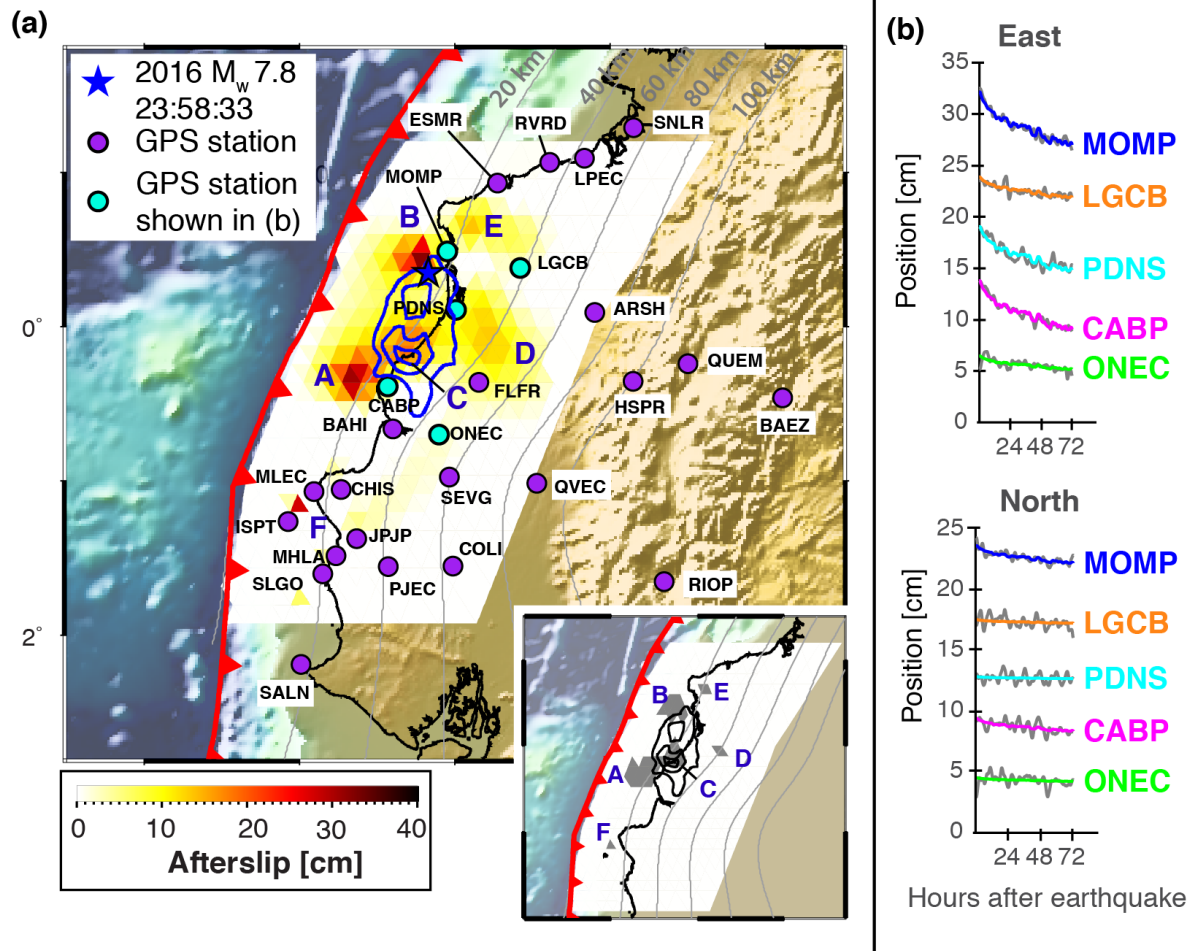 (a)
2016 Mw 7.8
23:58:33
GPS station
GPS station
shown in (b)
20 km
40 km
60 km
80 km
100 km
ESMR
RVRD
SNLR
LPEC
MOMP
B
E
LGCB
PDNS
ARSH
D
A
QUEM
FLFR
C
CABP
HSPR
BAEZ
BAHI
ONEC
MLEC
CHIS
SEVG
QVEC
ISPT
F
JPJP
MHLA
COLI
SLGO
PJEC
RIOP
SALN
0
0°
2°
0 10 20 30 40
Afterslip [cm]
B
E
D
A
C
F
(b)
East
35
30
25
20
15
10
5
0
Position [cm]
MOMP
LGCB
PDNS
CABP
ONEC
24 48 72
North
25
20
15
10
5
0
Position [cm]
MOMP
LGCB
PDNS
CABP
ONEC
24 48 72
Hours after earthquake